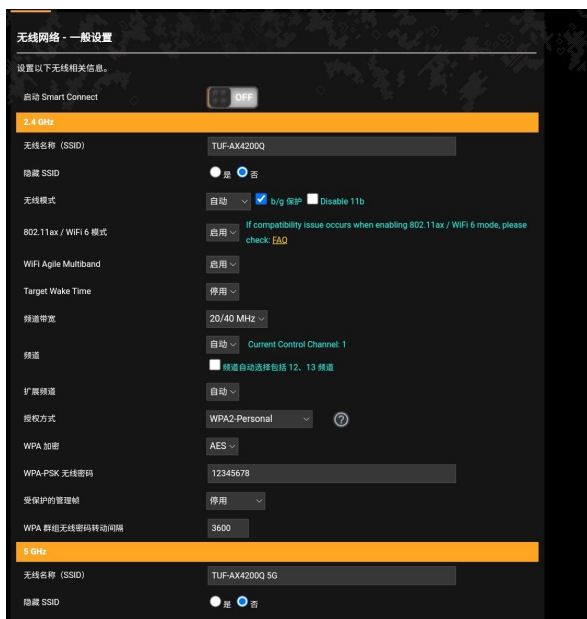 无线网络 - 一般设置
设置以下无线相关信息。
启动 Smart Connect OFF
2.4 GHz
无线名称（SSID） TUF-AX4200Q
隐藏 SSID 是 否
无线模式 自动 b/g 保护 Disable 11b
802.11ax / WiFi 6 模式 启用 If compatibility issue occurs when enabling 802.11ax / WiFi 6 mode, please
check: FAQ
WiFi Agile Multiband 启用
Target Wake Time 停用
频道带宽 20/40 MHz
频道 自动 Current Control Channel: 1
频道自动选择包括 12、13 频道
扩展频道 自动
授权方式 WPA2-Personal ?
WPA 加密 AES
WPA-PSK 无线密码 12345678
受保护的管理帧 停用
WPA 群组无线密码转动间隔 3600
5 GHz
无线名称（SSID） TUF-AX4200Q 5G
隐藏 SSID 是 否